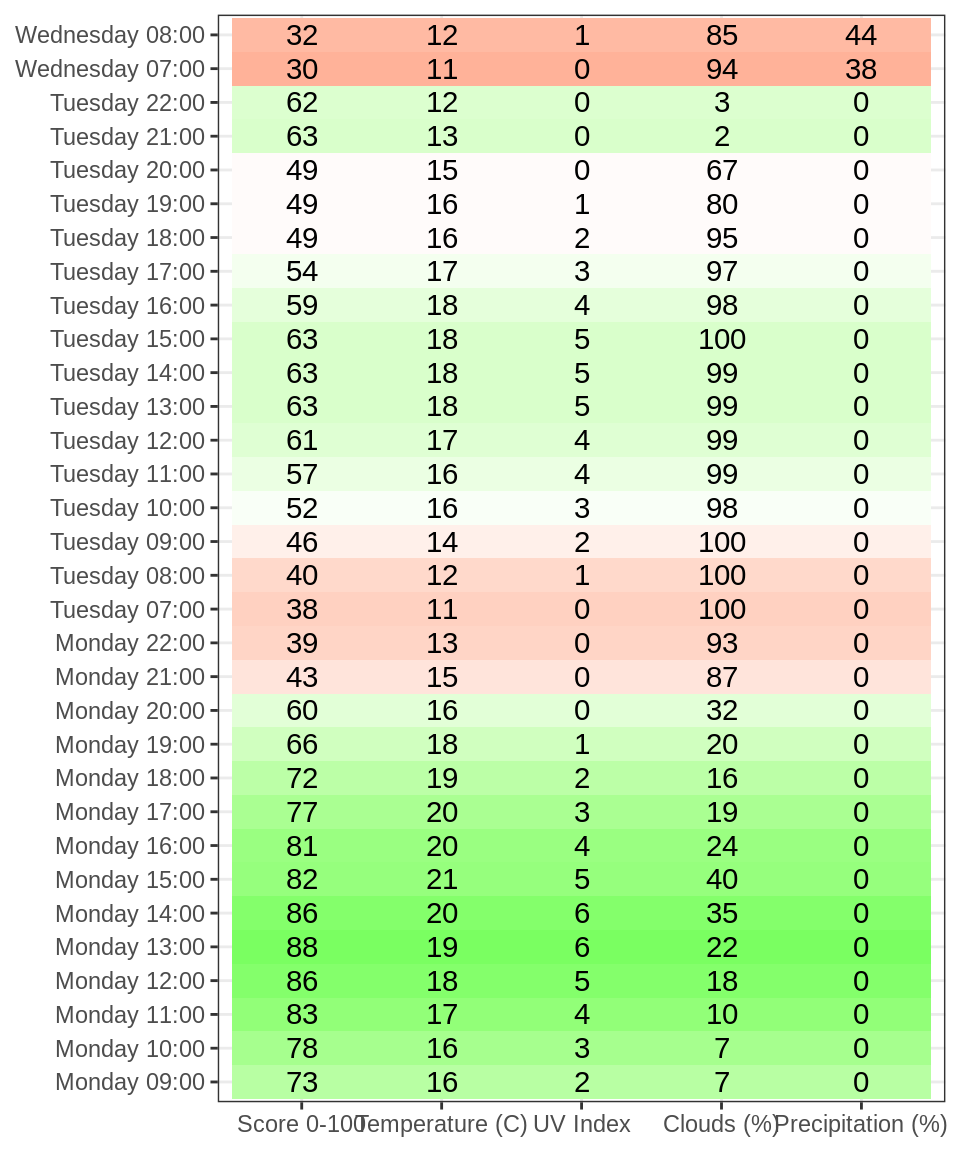 Wednesday 08:00 32 12 1 85 44
Wednesday 07:00 30 11 0 94 38
Tuesday 22:00 62 12 0 3 0
Tuesday 21:00 63 13 0 2 0
Tuesday 20:00 49 15 0 67 0
Tuesday 19:00 49 16 1 80 0
Tuesday 18:00 49 16 2 95 0
Tuesday 17:00 54 17 3 97 0
Tuesday 16:00 59 18 4 98 0
Tuesday 15:00 63 18 5 100 0
Tuesday 14:00 63 18 5 99 0
Tuesday 13:00 63 18 5 99 0
Tuesday 12:00 61 17 4 99 0
Tuesday 11:00 57 16 4 99 0
Tuesday 10:00 52 16 3 98 0
Tuesday 09:00 46 14 2 100 0
Tuesday 08:00 40 12 1 100 0
Tuesday 07:00 38 11 0 100 0
Monday 22:00 39 13 0 93 0
Monday 21:00 43 15 0 87 0
Monday 20:00 60 16 0 32 0
Monday 19:00 66 18 1 20 0
Monday 18:00 72 19 2 16 0
Monday 17:00 77 20 3 19 0
Monday 16:00 81 20 4 24 0
Monday 15:00 82 21 5 40 0
Monday 14:00 86 20 6 35 0
Monday 13:00 88 19 6 22 0
Monday 12:00 86 18 5 18 0
Monday 11:00 83 17 4 10 0
Monday 10:00 78 16 3 7 0
Monday 09:00 73 16 2 7 0
Score 0-100 Temperature (C) UV Index Clouds (%) Precipitation (%)